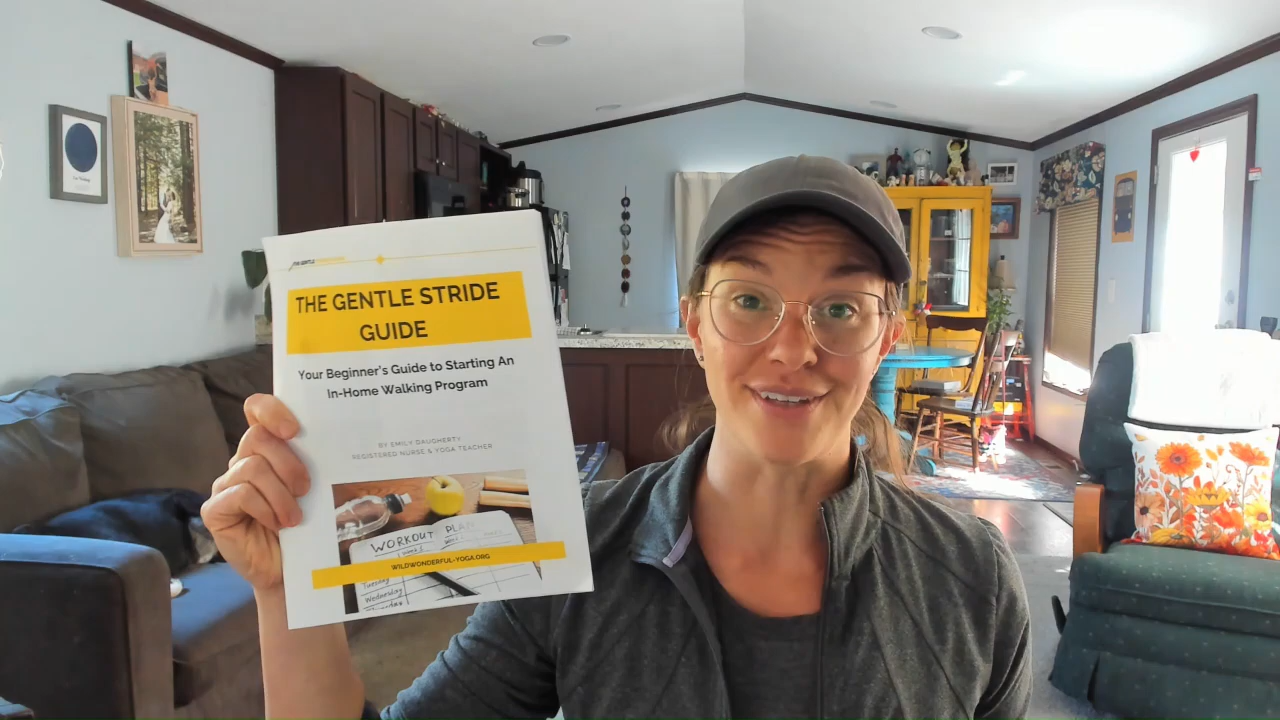 THE GENTLE STRIDE
GUIDE
Your Beginner's Guide to Starting An
In-Home Walking Program
BY EMILY DAUGHERTY
REGISTERED NURSE & YOGA TEACHER
WORKOUT PLAN
WILDWONDERFUL-YOGA.ORG
Tuesday
Wednesday